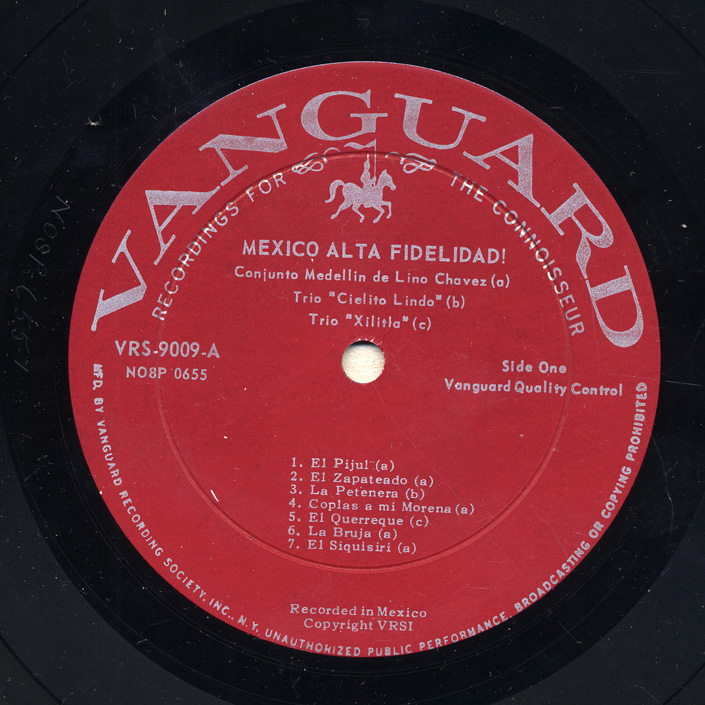 VANGUARD
RECORDINGS FOR THE CONNOISSEUR
MEXICO ALTA FIDELIDAD!
Conjunto Medellin de Lino Chavez (a)
Trio "Cielito Lindo" (b)
Trio "Xilitla" (c)
VRS-9009-A
NO8P 0655
Side One
Vanguard Quality Control
1. El Pijul (a)
2. El Zapateado (a)
3. La Petenera (b)
4. Coplas a mi Morena (a)
5. El Querreque (c)
6. La Bruja (a)
7. El Siquisiri (a)
Recorded in Mexico
Copyright VRSI
MFD. BY VANGUARD RECORDING SOCIETY, INC., N.Y. UNAUTHORIZED PUBLIC PERFORMANCE, BROADCASTING OR COPYING PROHIBITED